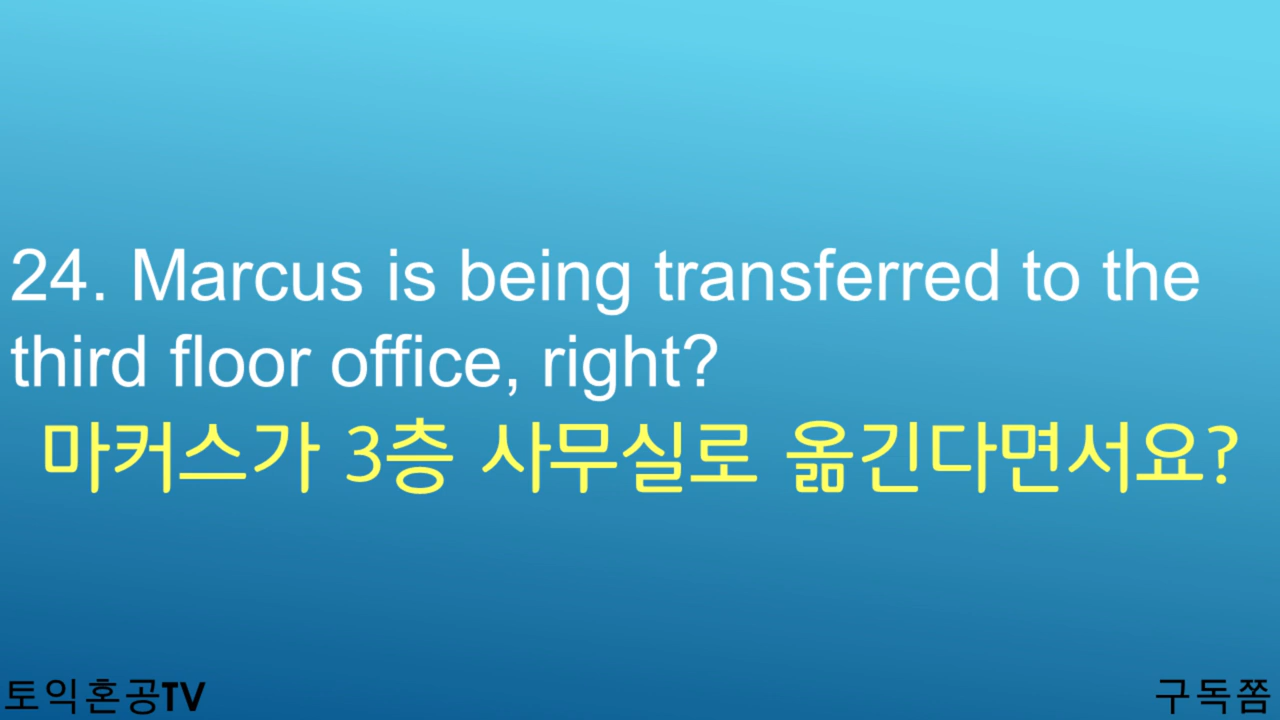 24. Marcus is being transferred to the
third floor office, right?
마커스가 3층 사무실로 옮긴다면서요?
토익혼공TV
구독쫌